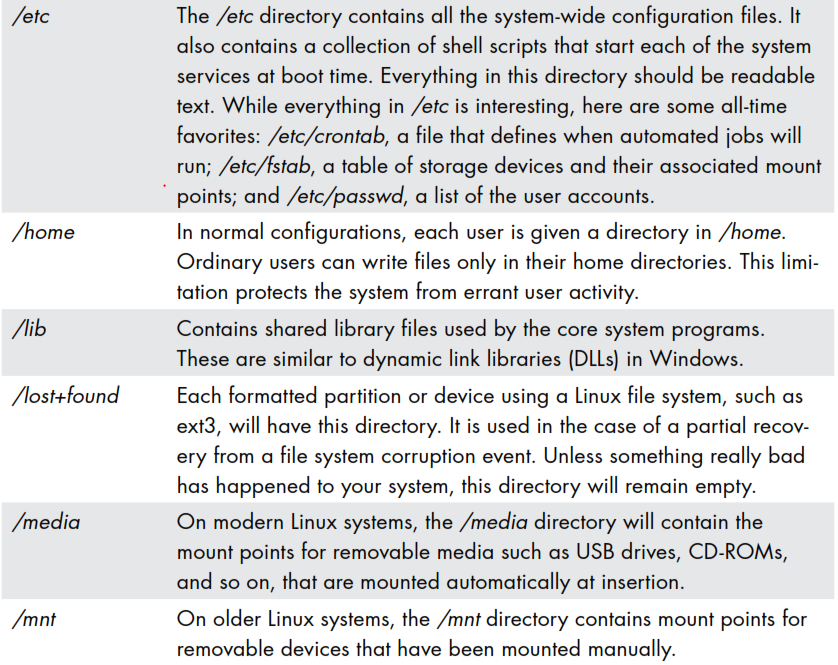 /etc The /etc directory contains all the system-wide configuration files. It
also contains a collection of shell scripts that start each of the system
services at boot time. Everything in this directory should be readable
text. While everything in /etc is interesting, here are some all-time
favorites: /etc/crontab, a file that defines when automated jobs will
run; /etc/fstab, a table of storage devices and their associated mount
points; and /etc/passwd, a list of the user accounts.
/home In normal configurations, each user is given a directory in /home.
Ordinary users can write files only in their home directories. This limi-
tation protects the system from errant user activity.
/lib Contains shared library files used by the core system programs.
These are similar to dynamic link libraries (DLLs) in Windows.
/lost+found Each formatted partition or device using a Linux file system, such as
ext3, will have this directory. It is used in the case of a partial recov-
ery from a file system corruption event. Unless something really bad
has happened to your system, this directory will remain empty.
/media On modern Linux systems, the /media directory will contain the
mount points for removable media such as USB drives, CD-ROMs,
and so on, that are mounted automatically at insertion.
/mnt On older Linux systems, the /mnt directory contains mount points for
removable devices that have been mounted manually.